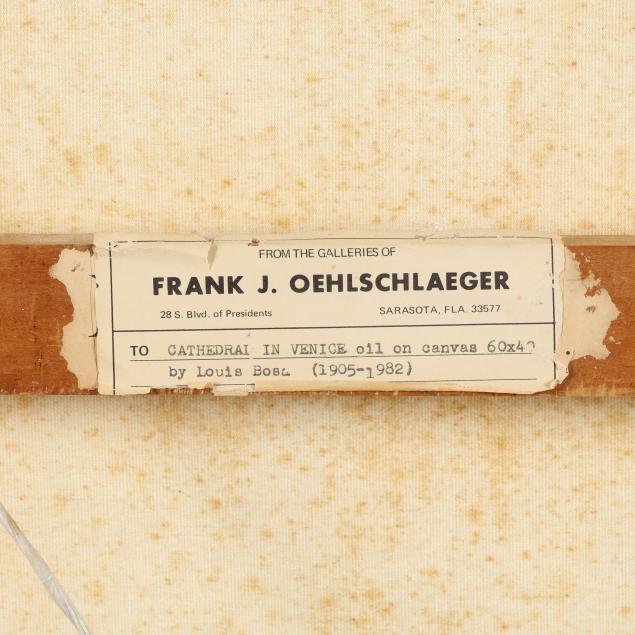 FROM THE GALLERIES OF
FRANK J. OEHLSCHLAEGER
28 S. Blvd. of Presidents SARASOTA, FLA. 33577
TO CATHEDRAL IN VENICE oil on canvas
by Louis Bosa (1905-1982)